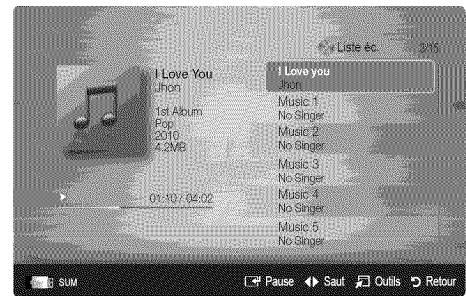 Liste éc.
3/15
I Love You
Jhon
1st Album
Pop
2010
4.2MB
01:10 / 04:02
I Love you
Jhon
Music 1
No Singer
Music 2
No Singer
Music 3
No Singer
Music 4
No Singer
Music 5
No Singer
SUM
Pause
Saut
Outils
Retour